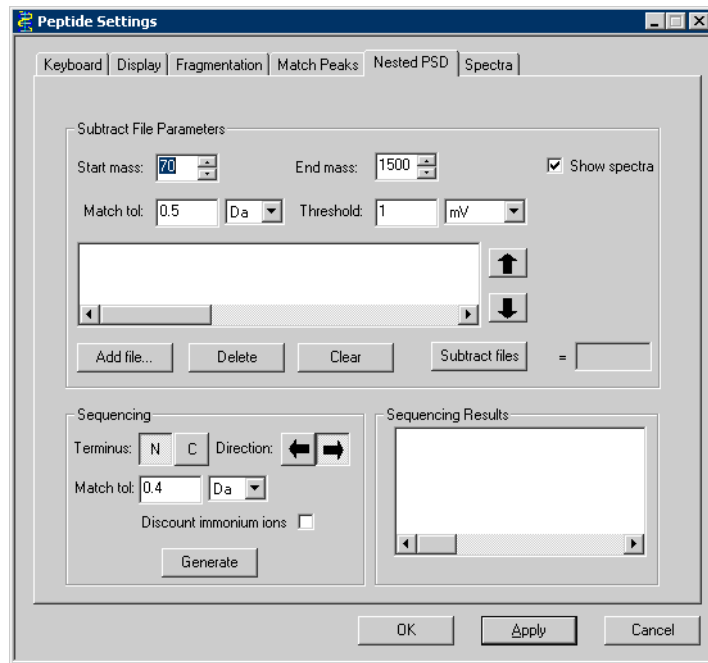 Peptide Settings
Keyboard Display Fragmentation Match Peaks Nested PSD Spectra
Subtract File Parameters
Start mass: 70 End mass: 1500 Show spectra
Match tol: 0.5 Da Threshold: 1 mV
Add file... Delete Clear Subtract files =
Sequencing Sequencing Results
Terminus: N C Direction:
Match tol: 0.4 Da
Discount immonium ions
Generate
OK Apply Cancel